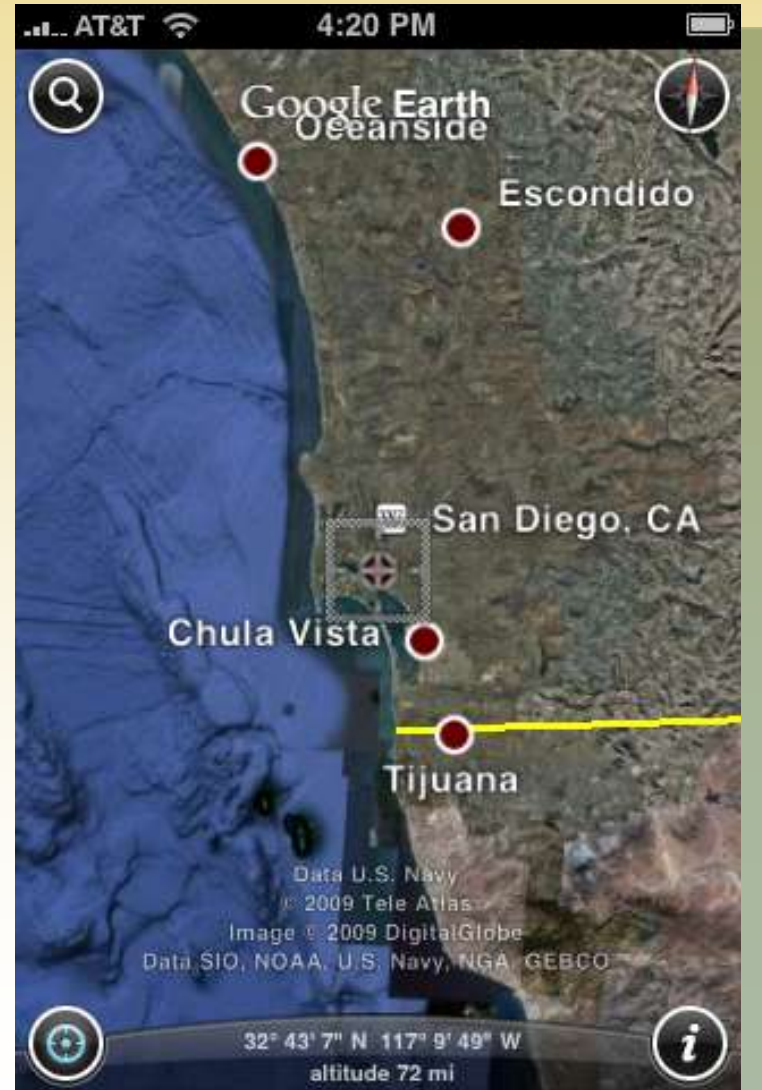 AT&T 4:20 PM
Google Earth
Oceanside
Escondido
San Diego, CA
Chula Vista
Tijuana
Data U.S. Navy
© 2009 Tele Atlas
Image © 2009 DigitalGlobe
Data SIO, NOAA, U.S. Navy, NGA, GEBCO
32° 43' 7" N 117° 9' 49" W
altitude 72 mi
i